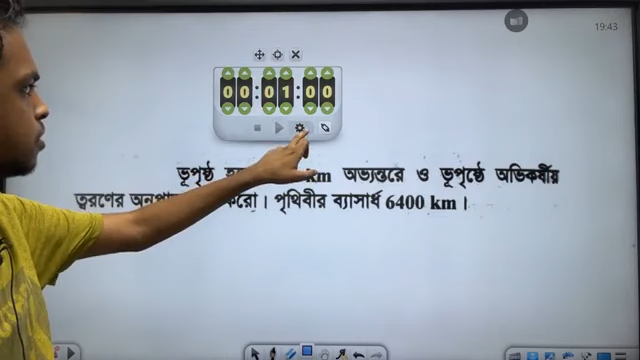 19:43
00:01:00
ভূপৃষ্ঠ km অভ্যন্তরে ও ভূপৃষ্ঠে অভিকর্ষীয়
ত্বরণের করো। পৃথিবীর ব্যাসার্ধ 6400 km।